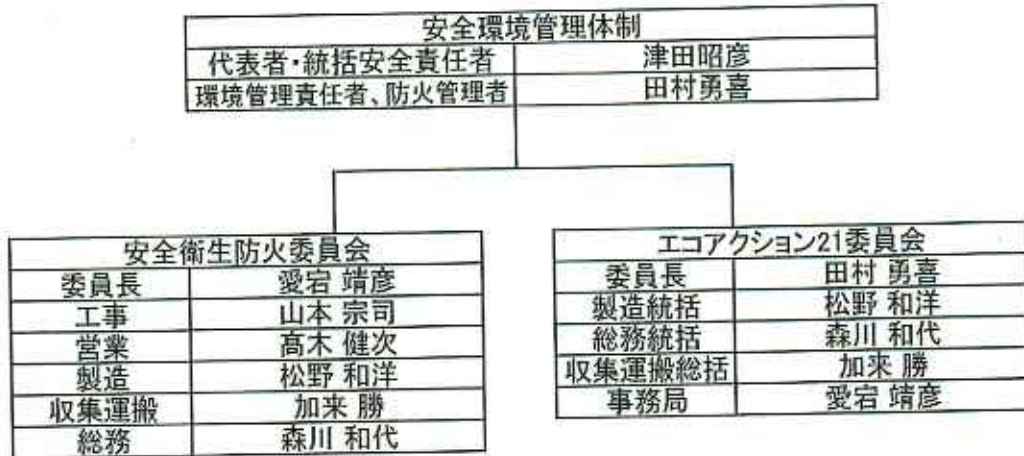 安全環境管理体制
代表者・統括安全責任者 津田昭彦
環境管理責任者、防火管理者 田村勇喜
安全衛生防火委員会
委員長 愛宕 靖彦
工事 山本 宗司
営業 髙木 健次
製造 松野 和洋
収集運搬 加来 勝
総務 森川 和代
エコアクション21委員会
委員長 田村 勇喜
製造統括 松野 和洋
総務統括 森川 和代
収集運搬総括 加来 勝
事務局 愛宕 靖彦